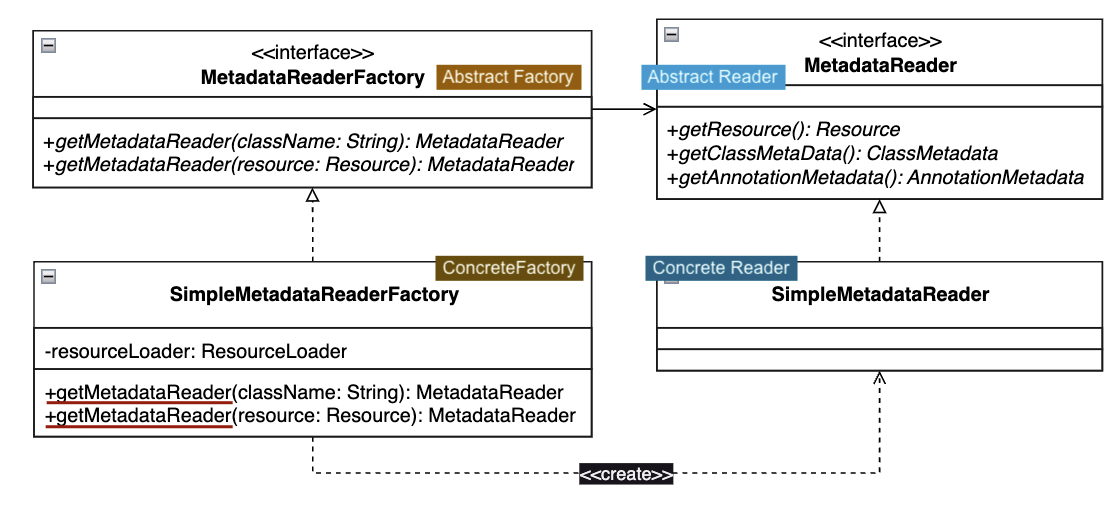 <<interface>>
MetadataReaderFactory
Abstract Factory
+getMetadataReader(className: String): MetadataReader
+getMetadataReader(resource: Resource): MetadataReader
<<interface>>
Abstract Reader
MetadataReader
+getResource(): Resource
+getClassMetaData(): ClassMetadata
+getAnnotationMetadata(): AnnotationMetadata
ConcreteFactory
SimpleMetadataReaderFactory
-resourceLoader: ResourceLoader
+getMetadataReader(className: String): MetadataReader
+getMetadataReader(resource: Resource): MetadataReader
Concrete Reader
SimpleMetadataReader
<<create>>